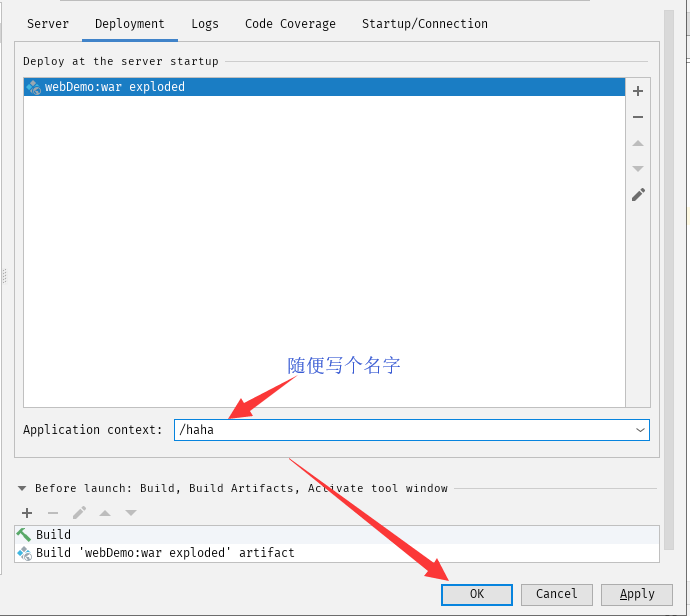 Server Deployment Logs Code Coverage Startup/Connection
Deploy at the server startup
webDemo:war exploded
随便写个名字
Application context: /haha
Before launch: Build, Build Artifacts, Activate tool window
Build
Build 'webDemo:war exploded' artifact
OK Cancel Apply